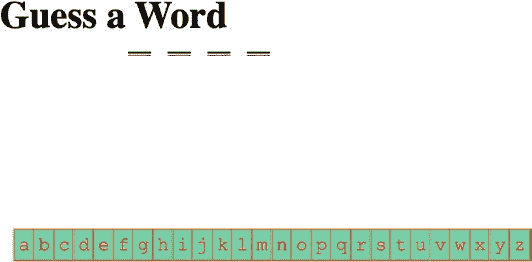 Guess a Word
_ _ _ _
a b c d e f g h i j k l m n o p q r s t u v w x y z